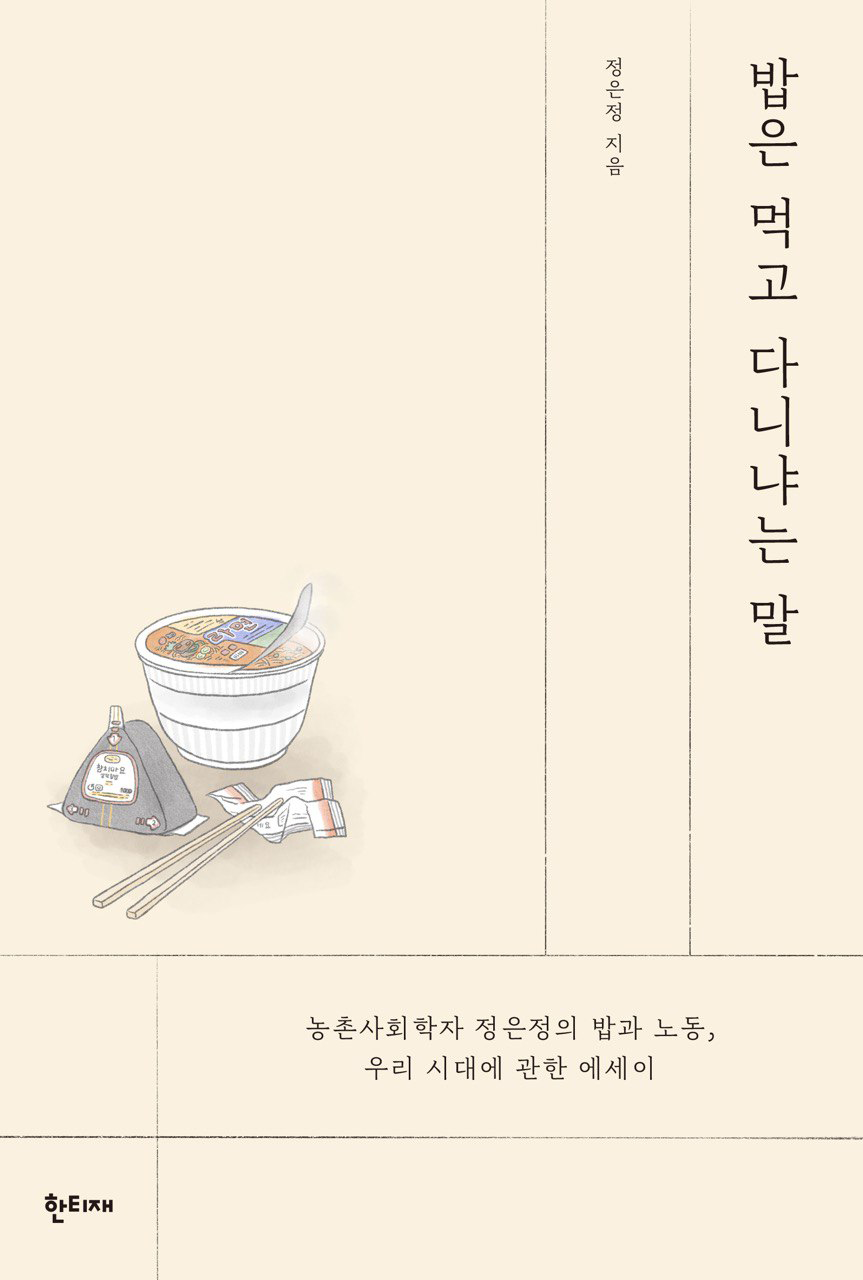 밥은 먹고 다니냐는 말
정은정 지음
라면
참치마요
농촌사회학자 정은정의 밥과 노동,
우리 시대에 관한 에세이
한티재